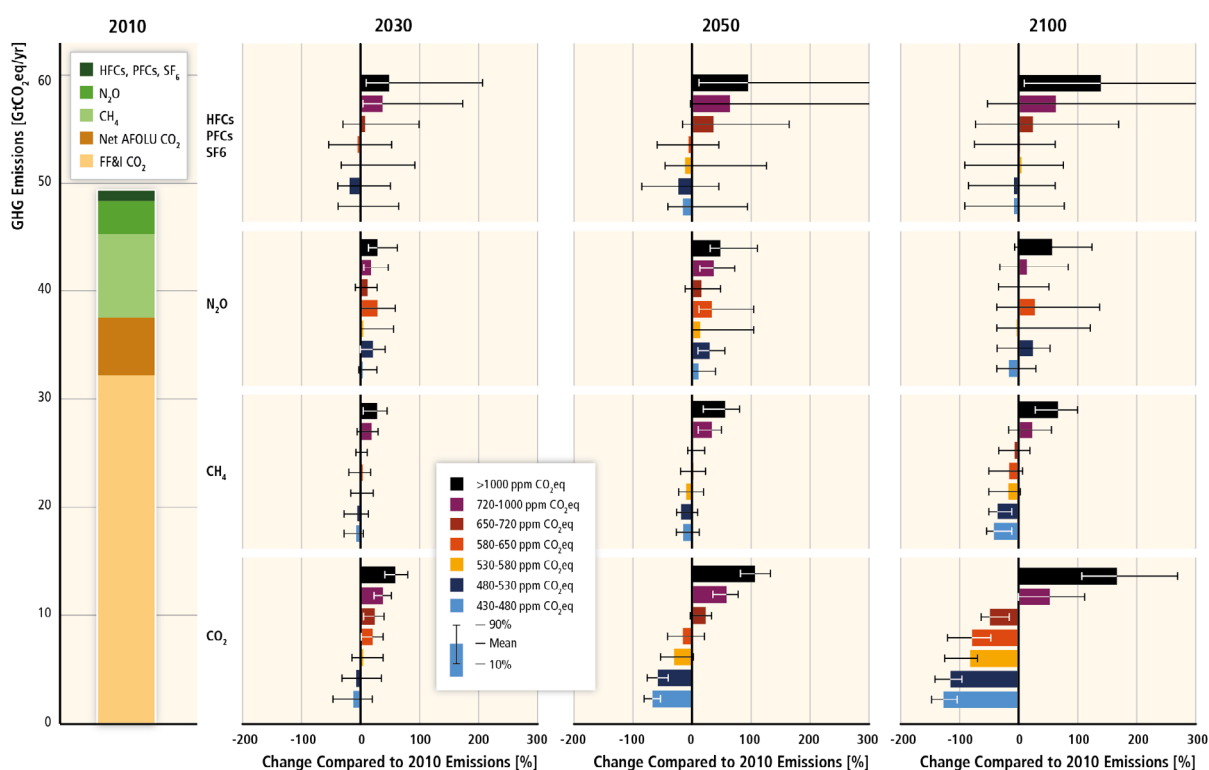 2010
2030
2050
2100
GHG Emissions [GtCO₂eq/yr]
60
50
40
30
20
10
0
HFCs, PFCs, SF₆
N₂O
CH₄
Net AFOLU CO₂
FF&I CO₂
HFCs
PFCs
SF6
N₂O
CH₄
CO₂
>1000 ppm CO₂eq
720-1000 ppm CO₂eq
650-720 ppm CO₂eq
580-650 ppm CO₂eq
530-580 ppm CO₂eq
480-530 ppm CO₂eq
430-480 ppm CO₂eq
90%
Mean
10%
-200 -100 0 100 200 300
Change Compared to 2010 Emissions [%]
-200 -100 0 100 200 300
Change Compared to 2010 Emissions [%]
-200 -100 0 100 200 300
Change Compared to 2010 Emissions [%]